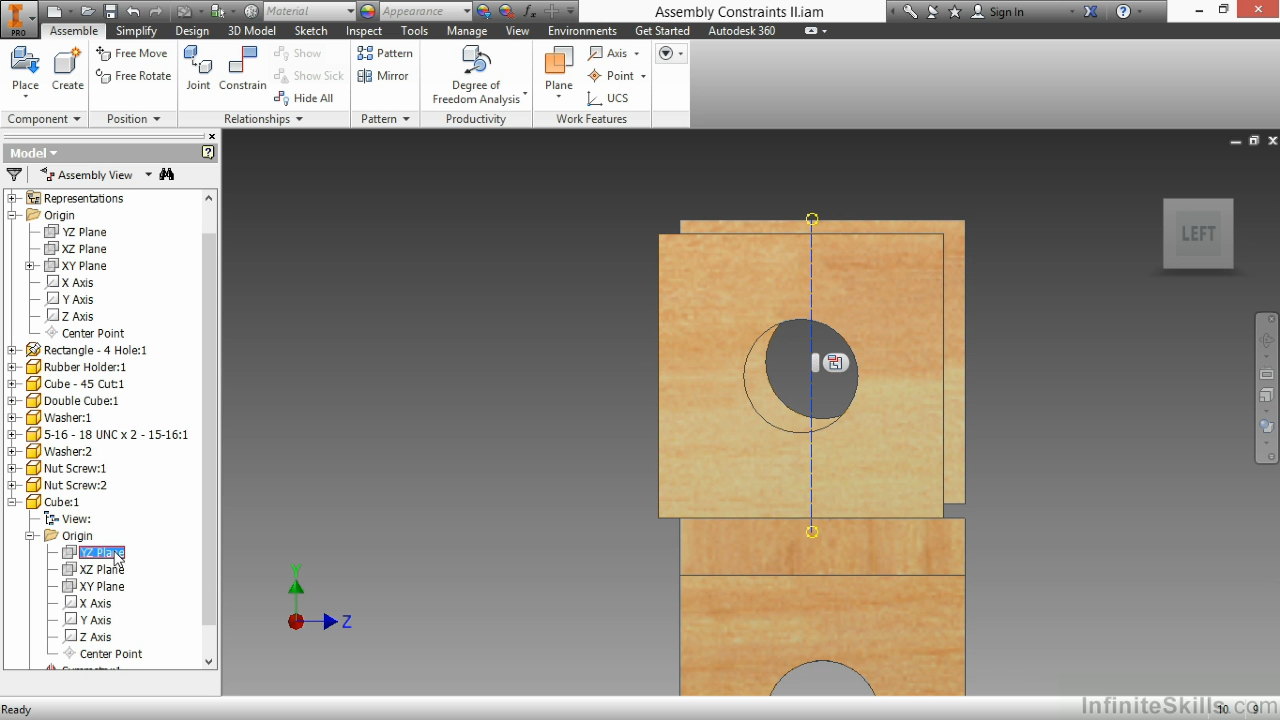 Material
Appearance
Assembly Constraints II.iam
Sign In
PRO
Assemble
Simplify
Design
3D Model
Sketch
Inspect
Tools
Manage
View
Environments
Get Started
Autodesk 360
Place
Create
Free Move
Free Rotate
Joint
Constrain
Show
Show Sick
Hide All
Pattern
Mirror
Degree of
Freedom Analysis
Plane
Axis
Point
UCS
Component
Position
Relationships
Pattern
Productivity
Work Features
Model
Assembly View
Representations
Origin
YZ Plane
XZ Plane
XY Plane
X Axis
Y Axis
Z Axis
Center Point
Rectangle - 4 Hole:1
Rubber Holder:1
Cube - 45 Cut:1
Double Cube:1
Washer:1
5-16 - 18 UNC x 2 - 15-16:1
Washer:2
Nut Screw:1
Nut Screw:2
Cube:1
View:
Origin
YZ Plane
XZ Plane
XY Plane
X Axis
Y Axis
Z Axis
Center Point
LEFT
Y
Z
Ready
10 9
InfiniteSkills.com